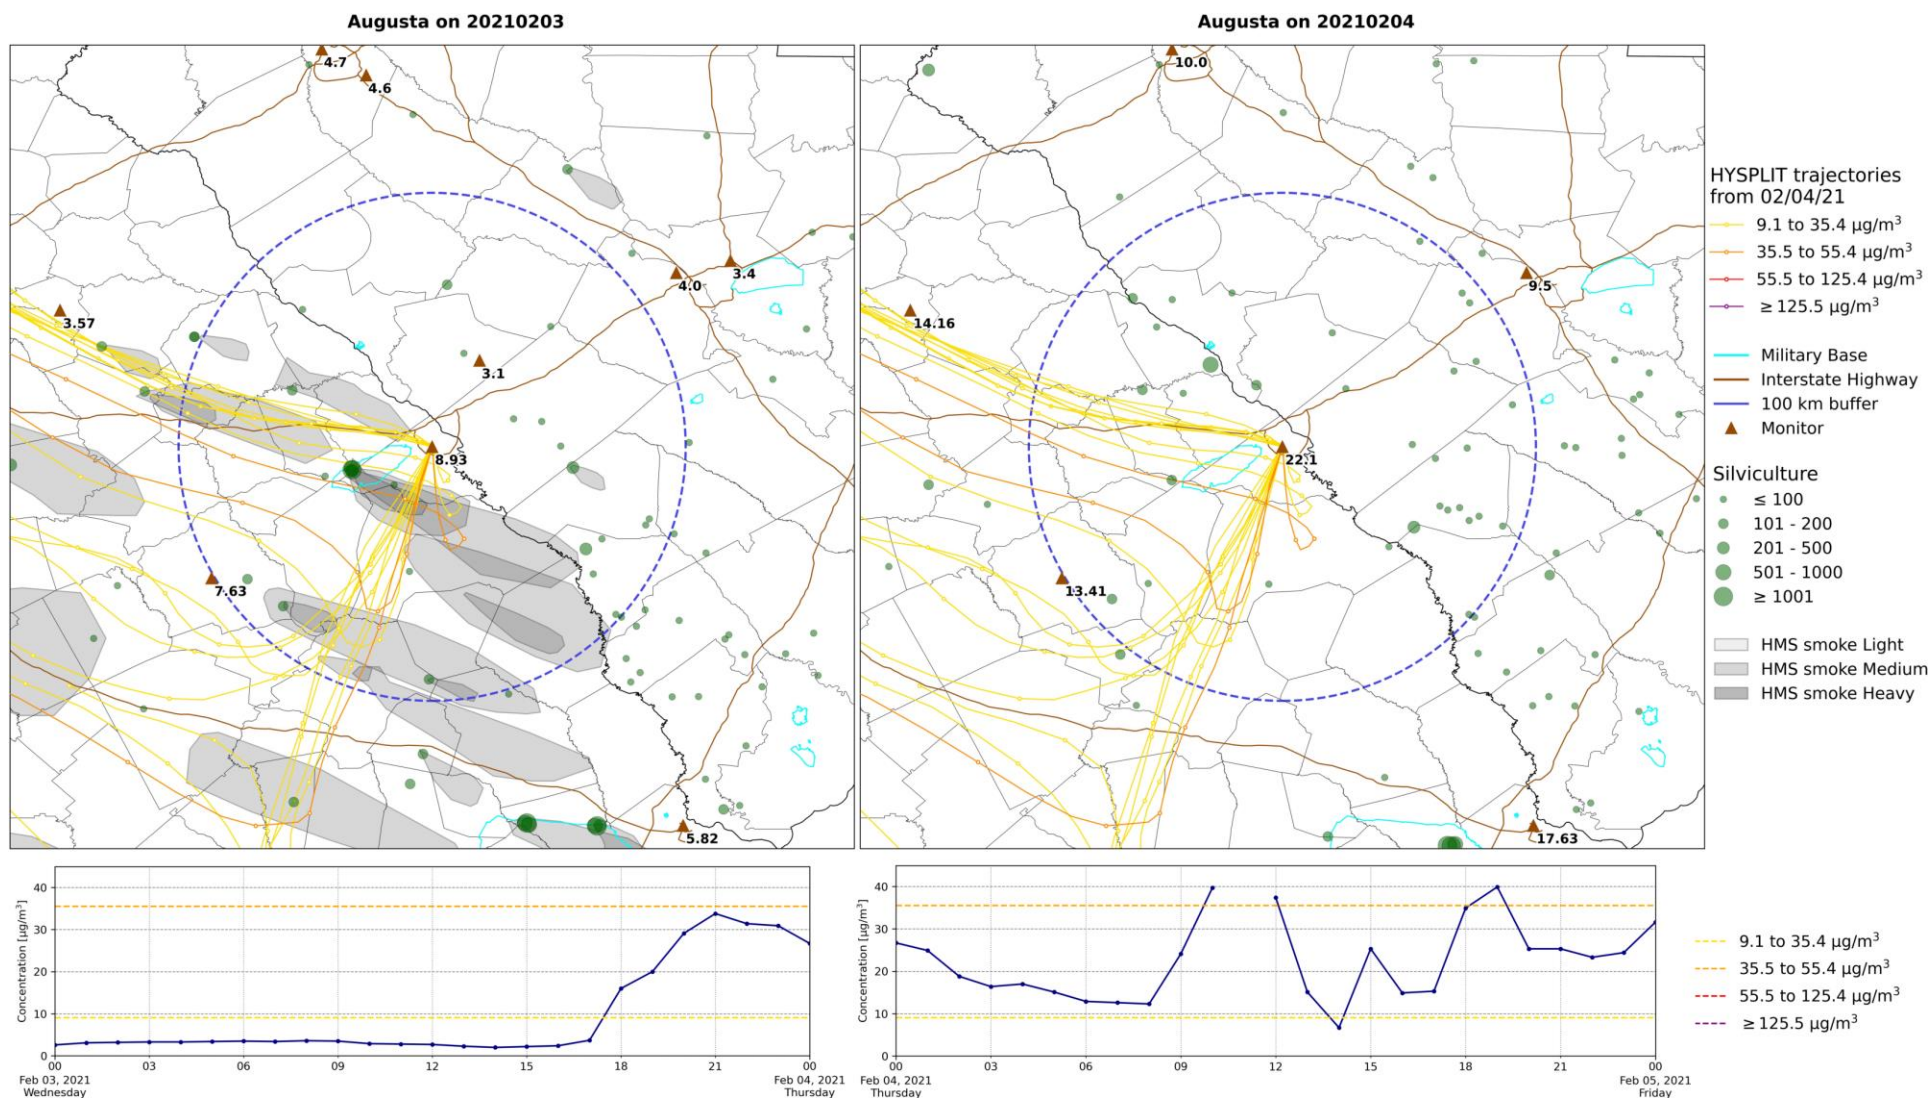 Augusta on 20210203
4.7
4.6
3.57
3.4
4.0
3.1
8.93
7.63
5.82
Augusta on 20210204
10.0
9.5
14.16
22.1
13.41
17.63
HYSPLIT trajectories
from 02/04/21
9.1 to 35.4 µg/m³
35.5 to 55.4 µg/m³
55.5 to 125.4 µg/m³
≥ 125.5 µg/m³
Military Base
Interstate Highway
100 km buffer
Monitor
Silviculture
≤ 100
101 - 200
201 - 500
501 - 1000
≥ 1001
HMS smoke Light
HMS smoke Medium
HMS smoke Heavy
Concentration [µg/m³]
40
30
20
10
0
00 03 06 09 12 15 18 21 00
Feb 03, 2021 Feb 04, 2021
Wednesday Thursday
Concentration [µg/m³]
40
30
20
10
0
00 03 06 09 12 15 18 21 00
Feb 04, 2021 Feb 05, 2021
Thursday Friday
9.1 to 35.4 µg/m³
35.5 to 55.4 µg/m³
55.5 to 125.4 µg/m³
≥ 125.5 µg/m³